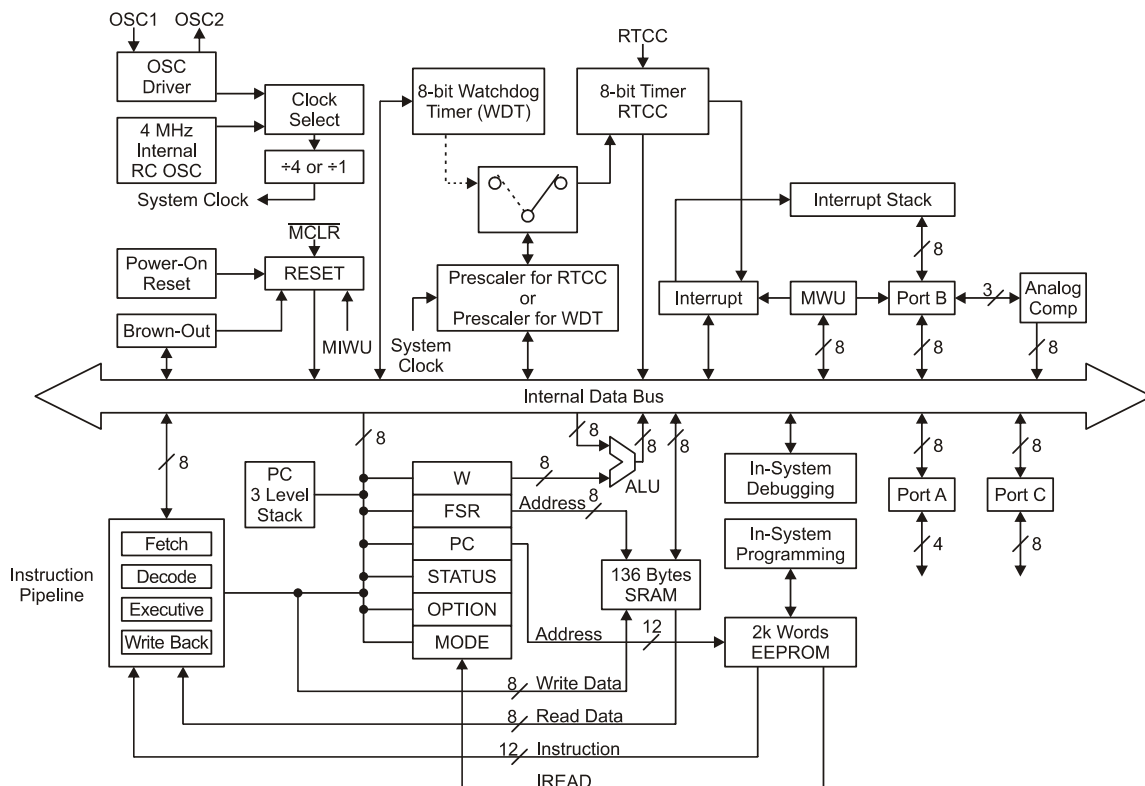 OSC1
OSC2
OSC
Driver
4 MHz
Internal
RC OSC
Clock
Select
÷4 or ÷1
System Clock
MCLR
RESET
Power-On
Reset
Brown-Out
MIWU
8-bit Watchdog
Timer (WDT)
RTCC
8-bit Timer
RTCC
Prescaler for RTCC
or
Prescaler for WDT
System
Clock
Interrupt Stack
8
Interrupt
MWU
Port B
3
Analog
Comp
8
8
8
Internal Data Bus
8
8
8
8
8
8
8
PC
3 Level
Stack
W
FSR
PC
STATUS
OPTION
MODE
8
Address
8
ALU
In-System
Debugging
Port A
Port C
4
8
In-System
Programming
Instruction
Pipeline
Fetch
Decode
Executive
Write Back
136 Bytes
SRAM
Address
12
2k Words
EEPROM
8
Write Data
8
Read Data
12
Instruction
IREAD